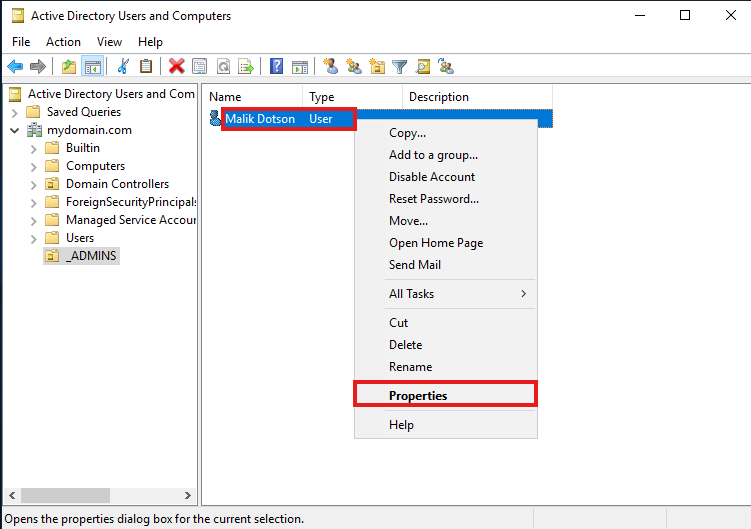 Active Directory Users and Computers
File Action View Help
Active Directory Users and Com
Saved Queries
mydomain.com
Builtin
Computers
Domain Controllers
ForeignSecurityPrincipals
Managed Service Accour
Users
_ADMINS
Name Type Description
Malik Dotson User
Copy...
Add to a group...
Disable Account
Reset Password...
Move...
Open Home Page
Send Mail
All Tasks
Cut
Delete
Rename
Properties
Help
Opens the properties dialog box for the current selection.